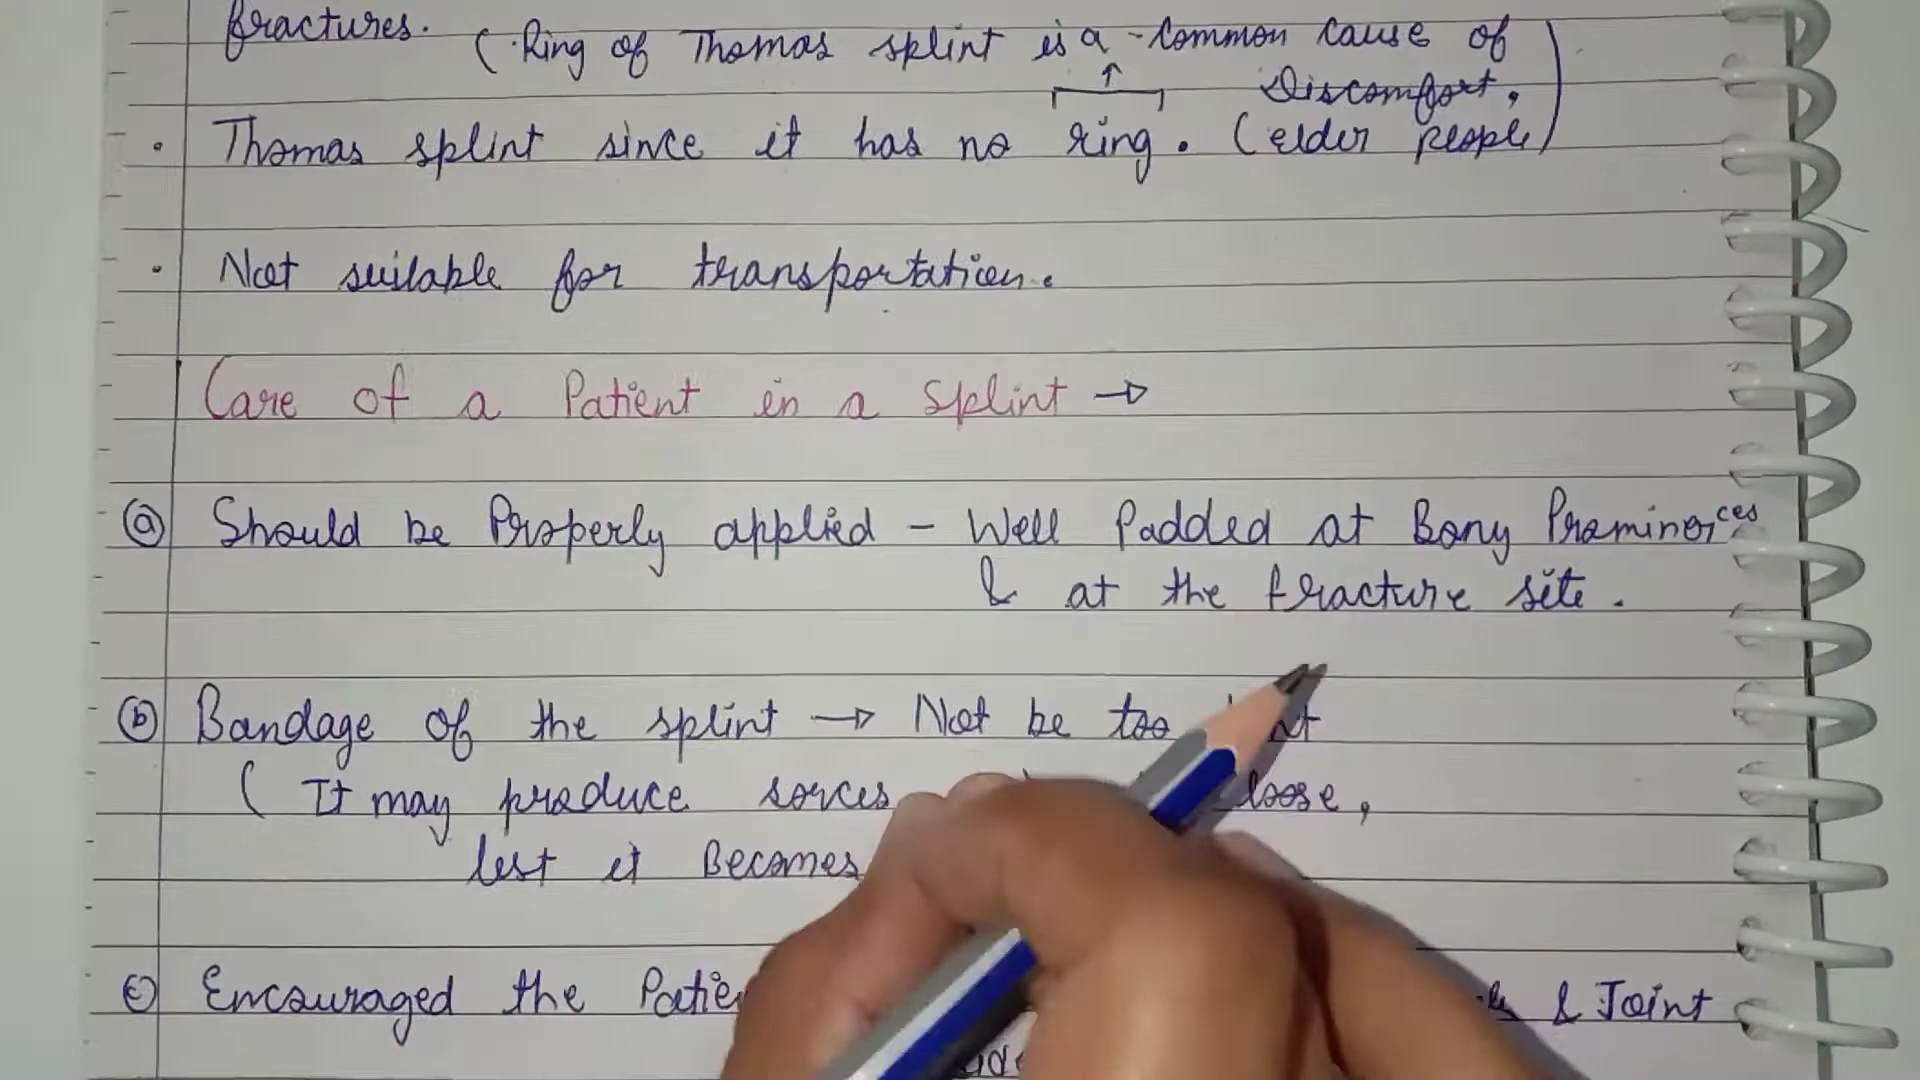 fractures. ( Ring of Thomas splint is a common cause of
Discomfort,
• Thomas splint since it has no ring. ( elder people )
• Not suitable for transportation.
Care of a Patient in a Splint →
(a) Should be Properly applied - Well Padded at Bony Prominences
& at the fracture site.
(b) Bandage of the splint → Not be too
( It may produce sorces loose,
lest it Becomes
(c) Encouraged the & Joint